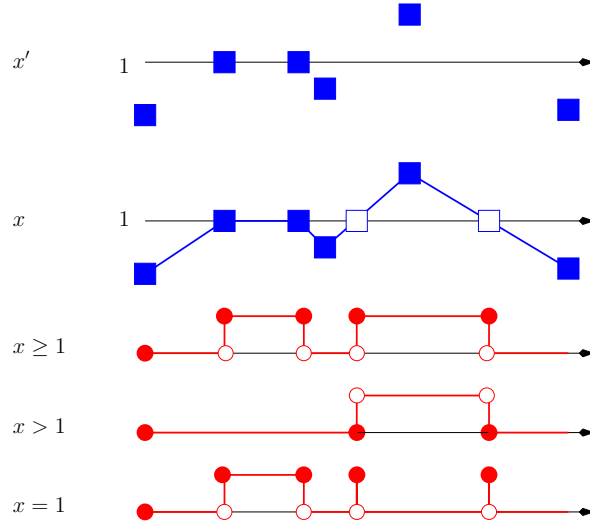 x′ 1
x 1
x ≥ 1
x > 1
x = 1